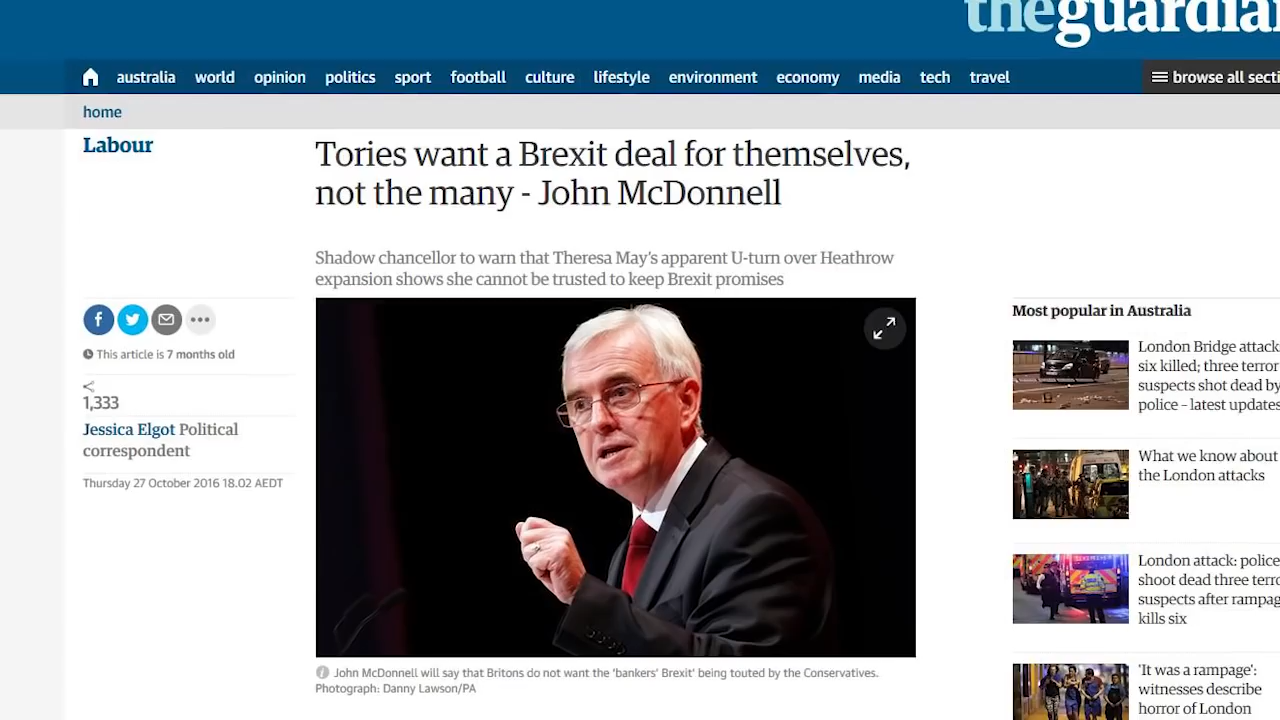 theguardian
australia world opinion politics sport football culture lifestyle environment economy media tech travel browse all secti
home
Labour
Tories want a Brexit deal for themselves,
not the many - John McDonnell
Shadow chancellor to warn that Theresa May's apparent U-turn over Heathrow
expansion shows she cannot be trusted to keep Brexit promises
This article is 7 months old
1,333
Jessica Elgot Political
correspondent
Thursday 27 October 2016 18.02 AEDT
John McDonnell will say that Britons do not want the 'bankers' Brexit' being touted by the Conservatives.
Photograph: Danny Lawson/PA
Most popular in Australia
London Bridge attack:
six killed; three terror
suspects shot dead by
police – latest updates
What we know about
the London attacks
London attack: police
shoot dead three terro
suspects after rampag
kills six
'It was a rampage':
witnesses describe
horror of London